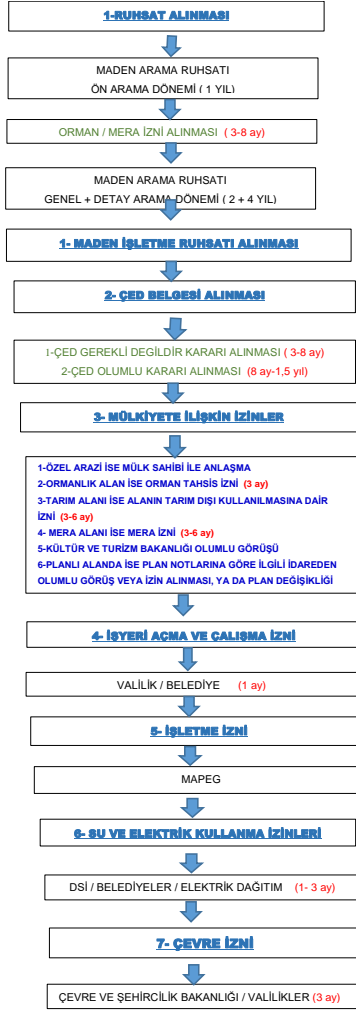 1-RUHSAT ALINMASI
MADEN ARAMA RUHSATI
ÖN ARAMA DÖNEMİ ( 1 YIL)
ORMAN / MERA İZNİ ALINMASI ( 3-8 ay)
MADEN ARAMA RUHSATI
GENEL + DETAY ARAMA DÖNEMİ ( 2 + 4 YIL)
1- MADEN İŞLETME RUHSATI ALINMASI
2- ÇED BELGESİ ALINMASI
1-ÇED GEREKLİ DEGİLDİR KARARI ALINMASI ( 3-8 ay)
2-ÇED OLUMLU KARARI ALINMASI (8 ay-1,5 yıl)
3- MÜLKİYETE İLİŞKİN İZİNLER
1-ÖZEL ARAZİ İSE MÜLK SAHİBİ İLE ANLAŞMA
2-ORMANLIK ALAN İSE ORMAN TAHSİS İZNİ (3 ay)
3-TARIM ALANI İSE ALANIN TARIM DIŞI KULLANILMASINA DAİR
İZNİ (3-6 ay)
4- MERA ALANI İSE MERA İZNİ (3-6 ay)
5-KÜLTÜR VE TURİZM BAKANLIĞI OLUMLU GÖRÜŞÜ
6-PLANLI ALANDA İSE PLAN NOTLARINA GÖRE İLGİLİ İDAREDEN
OLUMLU GÖRÜŞ VEYA İZİN ALINMASI, YA DA PLAN DEĞİŞİKLİĞİ
4- İŞYERİ AÇMA VE ÇALIŞMA İZNİ
VALİLİK / BELEDİYE (1 ay)
5- İŞLETME İZNİ
MAPEG
6- SU VE ELEKTRİK KULLANMA İZİNLERİ
DSİ / BELEDİYELER / ELEKTRİK DAĞITIM (1- 3 ay)
7- ÇEVRE İZNİ
ÇEVRE VE ŞEHİRCİLİK BAKANLIĞI / VALİLİKLER (3 ay)